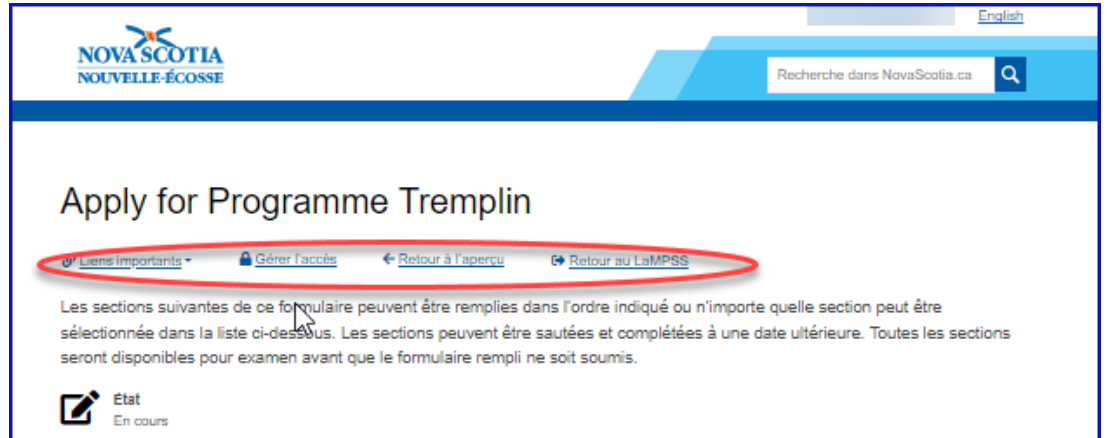 English
NOVA SCOTIA
NOUVELLE-ÉCOSSE
Recherche dans NovaScotia.ca
Apply for Programme Tremplin
Liens importants Gérer l'accès Retour à l'aperçu Retour au LaMPSS
Les sections suivantes de ce formulaire peuvent être remplies dans l'ordre indiqué ou n'importe quelle section peut être
sélectionnée dans la liste ci-dessous. Les sections peuvent être sautées et complétées à une date ultérieure. Toutes les sections
seront disponibles pour examen avant que le formulaire rempli ne soit soumis.
État
En cours